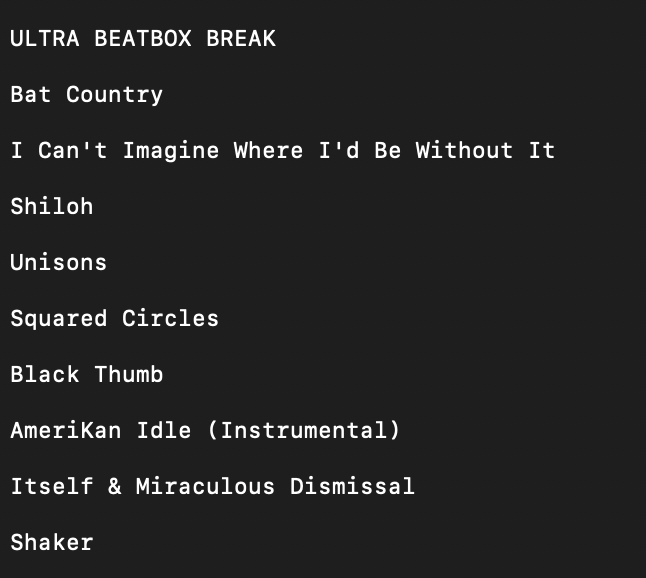 ULTRA BEATBOX BREAK
Bat Country
I Can't Imagine Where I'd Be Without It
Shiloh
Unisons
Squared Circles
Black Thumb
AmeriKan Idle (Instrumental)
Itself & Miraculous Dismissal
Shaker